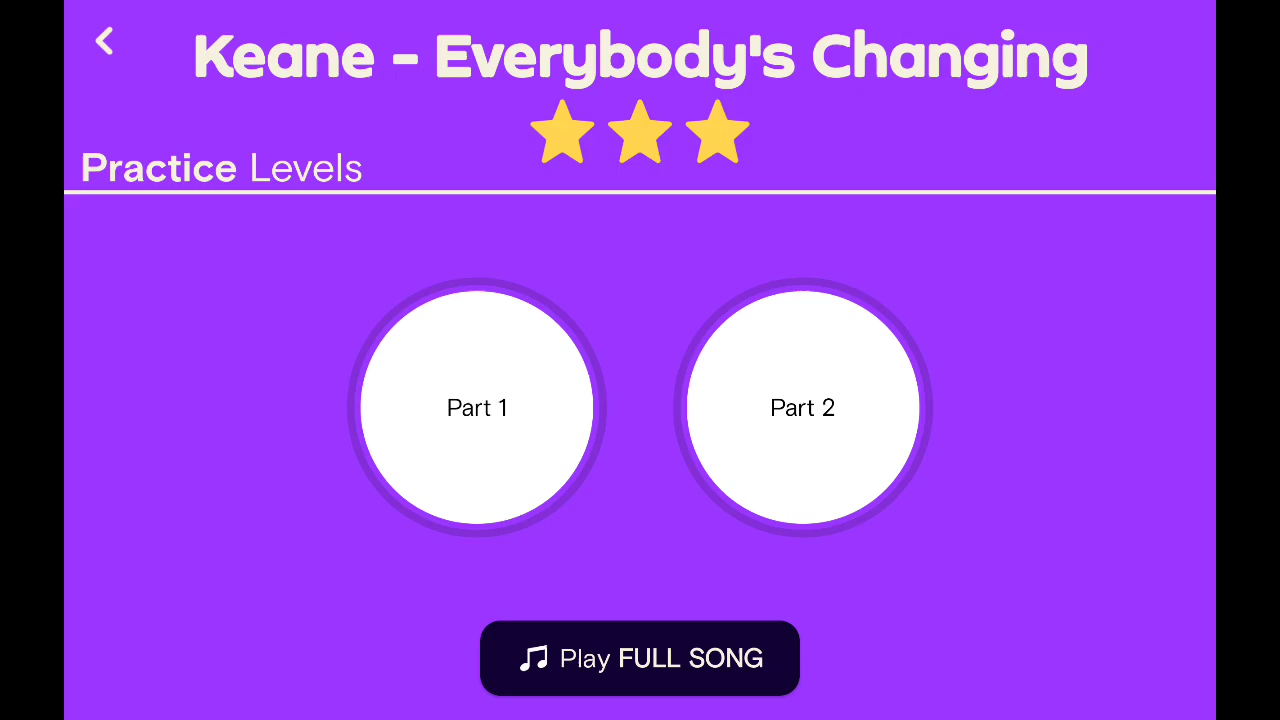 Keane - Everybody's Changing
Practice Levels
Part 1
Part 2
Play FULL SONG